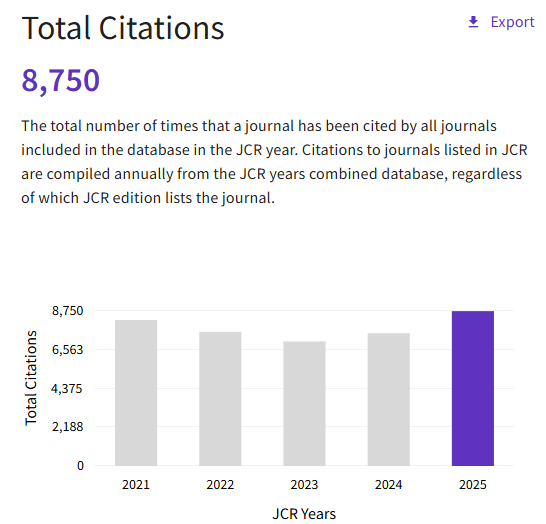 Total Citations
Export
8,750
The total number of times that a journal has been cited by all journals
included in the database in the JCR year. Citations to journals listed in JCR
are compiled annually from the JCR years combined database, regardless
of which JCR edition lists the journal.
Total Citations
8,750
6,563
4,375
2,188
0
2021 2022 2023 2024 2025
JCR Years